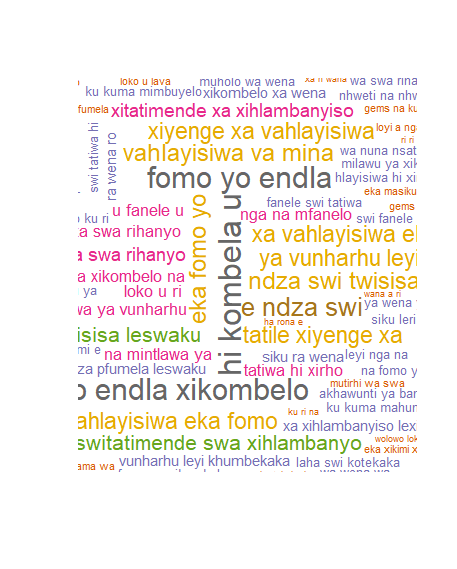 loko u lava
muholo wa wena
wa swa rina
ku kuma mimbuyelo
xikombelo xa wena
nhweti na nhw
fumela
xitatimende xa xihlambanyiso
gems na ku
swi tatiwa hi
ra wena ro
xiyenge xa vahlayisiwa
loyi a nga
ri ri
vahlayisiwa va mina
wa nuna nsat
milawu ya xik
fomo yo endla
hlayisiwa hi xi
eka masiku
eka fomo yo
hi kombela u
fanele swi tatiwa
gems
u fanele u
nga na mfanelo
swi fanele
o ku ri
a swa rihanyo
xa vahlayisiwa el
a swa rihanyo
ya vunharhu leyi
a xikombelo na
ndza swi twisisa
ya
loko u ri
wana a ri
wa ya vunharhu
e ndza swi
ya wena
ha rona e
siku leri
isisa leswaku
tatile xiyenge xa
mi e
na mintlawa ya
siku ra wena
leyi nga na
za pfumela leswaku
tatiwa hi xirho
na fomo y
mutirhi wa swa
o endla xikombelo
akhawunti ya ban
ku ri na
ku kuma mahun
ahlayisiwa eka fomo
xa xihlambanyiso lexi
switatimende swa xihlambanyo
wolowo lok
eka xikimi x
ama wa
vunharhu leyi khumbekaka
laha swi kotekaka